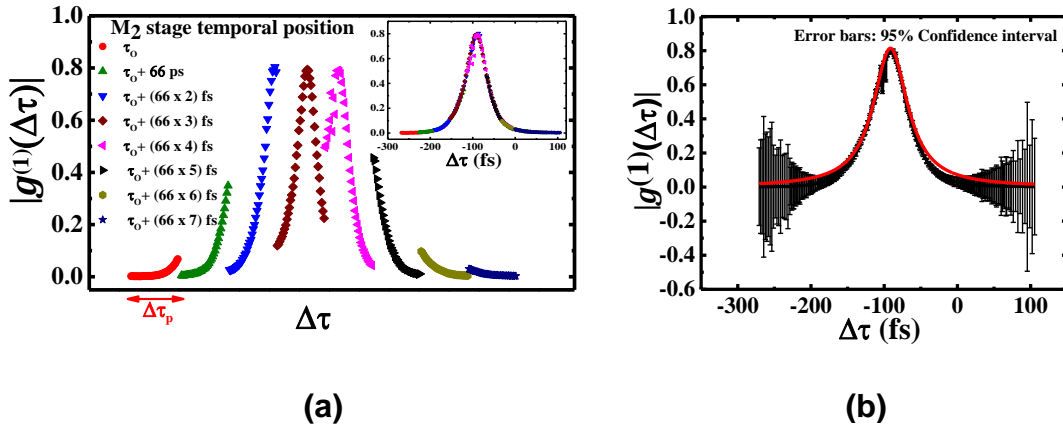 M₂ stage temporal position
τₒ
τₒ+ 66 ps
τₒ+ (66 x 2) fs
τₒ+ (66 x 3) fs
τₒ+ (66 x 4) fs
τₒ+ (66 x 5) fs
τₒ+ (66 x 6) fs
τₒ+ (66 x 7) fs
|g⁽¹⁾(Δτ)|
1.0
0.8
0.6
0.4
0.2
0.0
Δτₚ
Δτ
0.8
0.6
0.4
0.2
0.0
-300 -200 -100 0 100
Δτ (fs)
(a)
Error bars: 95% Confidence interval
|g⁽¹⁾(Δτ)|
1.0
0.8
0.6
0.4
0.2
0.0
-0.2
-0.4
-0.6
-300 -200 -100 0 100
Δτ (fs)
(b)